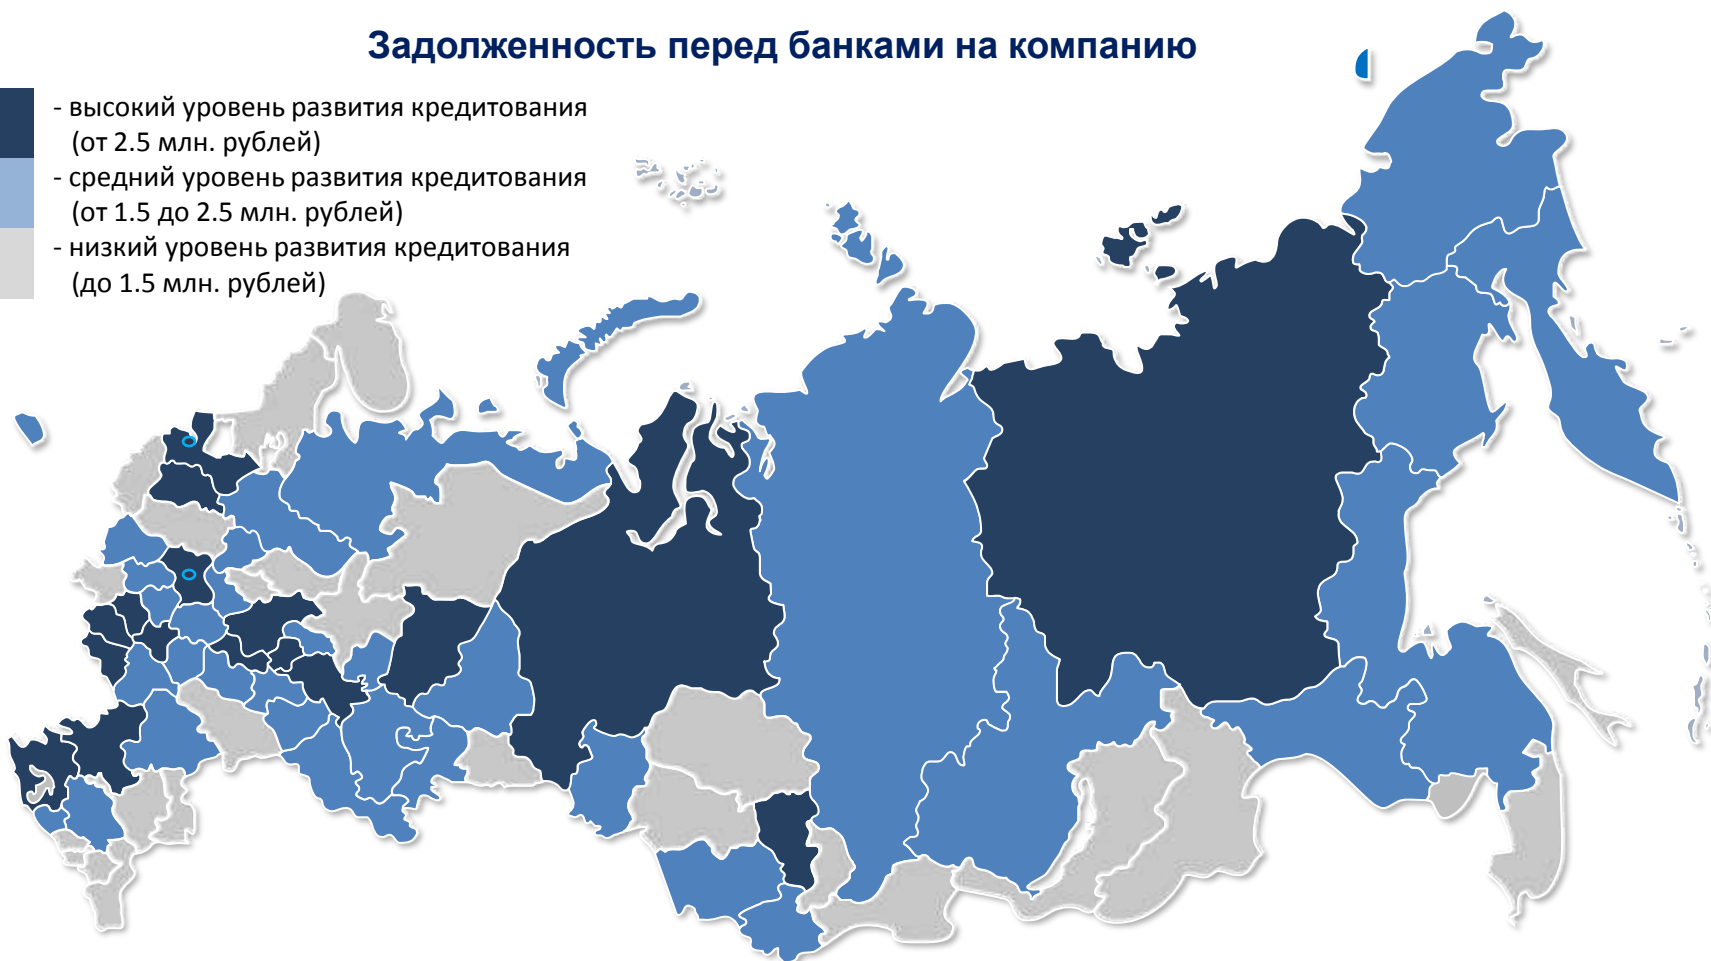 Задолженность перед банками на компанию
- высокий уровень развития кредитования
(от 2.5 млн. рублей)
- средний уровень развития кредитования
(от 1.5 до 2.5 млн. рублей)
- низкий уровень развития кредитования
(до 1.5 млн. рублей)